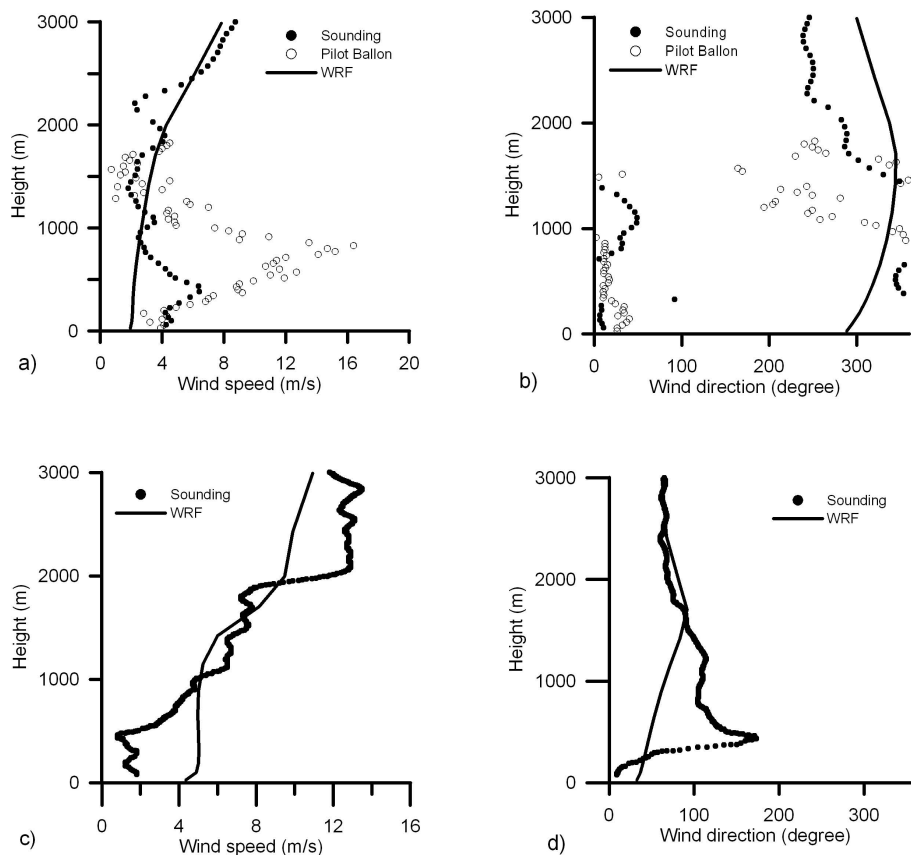 3000
2000
1000
0
Height (m)
Sounding
Pilot Ballon
WRF
0 4 8 12 16 20
Wind speed (m/s)
a)
3000
2000
1000
0
Height (m)
Sounding
Pilot Ballon
WRF
0 100 200 300
Wind direction (degree)
b)
3000
2000
1000
0
Height (m)
Sounding
WRF
0 4 8 12 16
Wind speed (m/s)
c)
3000
2000
1000
0
Height (m)
Sounding
WRF
0 100 200 300
Wind direction (degree)
d)